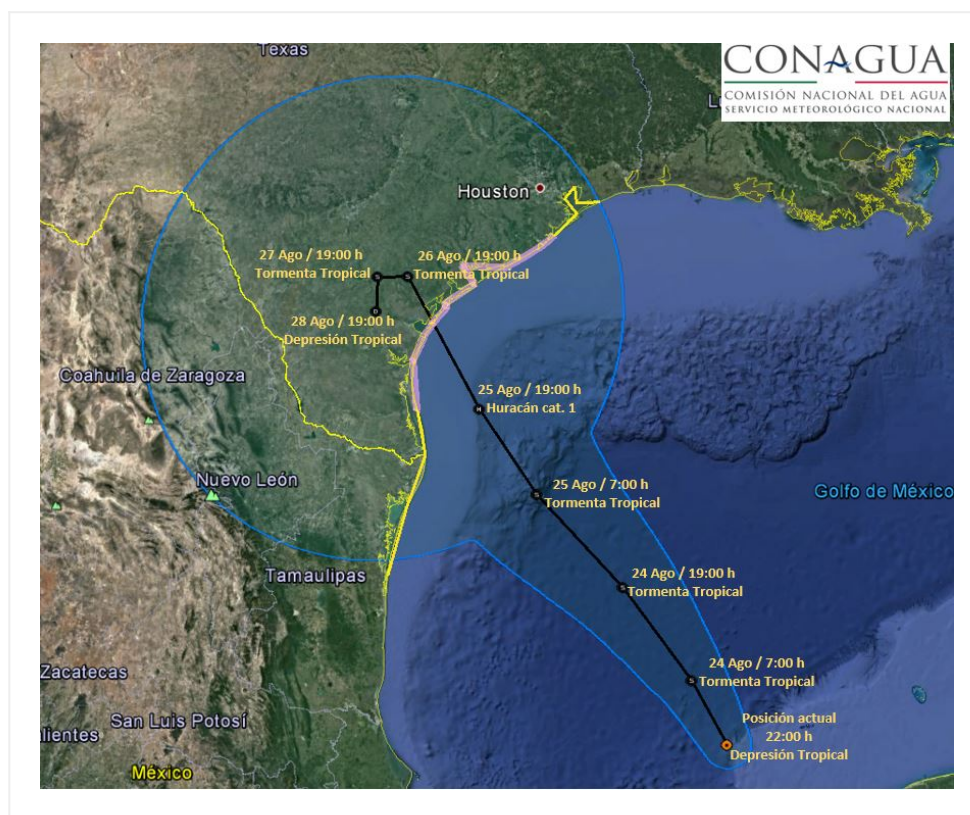 Texas
CONAGUA
COMISIÓN NACIONAL DEL AGUA
SERVICIO METEOROLÓGICO NACIONAL
Houston
27 Ago / 19:00 h
Tormenta Tropical
26 Ago / 19:00 h
Tormenta Tropical
28 Ago / 19:00 h
Depresión Tropical
Coahuila de Zaragoza
25 Ago / 19:00 h
Huracán cat. 1
Nuevo León
25 Ago / 7:00 h
Tormenta Tropical
Golfo de México
Tamaulipas
24 Ago / 19:00 h
Tormenta Tropical
Zacatecas
24 Ago / 7:00 h
Tormenta Tropical
San Luis Potosí
lientes
Posición actual
22:00 h
Depresión Tropical
México